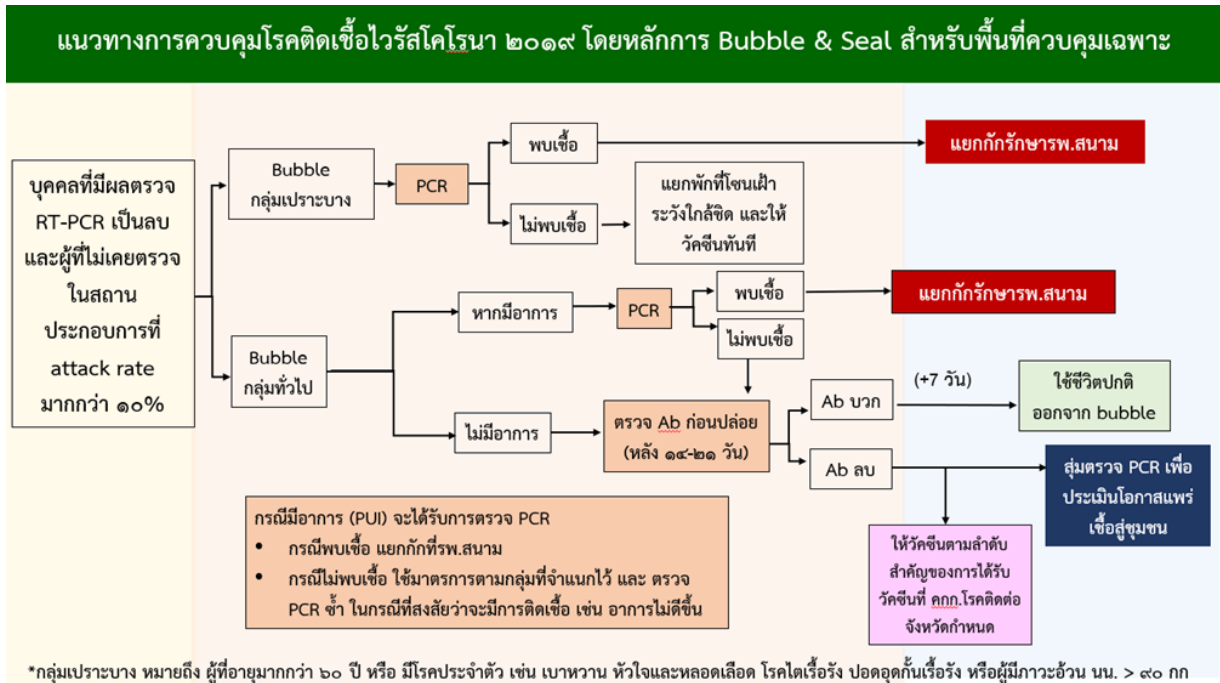 แนวทางการควบคุมโรคติดเชื้อไวรัสโคโรนา ๒๐๑๙ โดยหลักการ Bubble & Seal สำหรับพื้นที่ควบคุมเฉพาะ
บุคคลที่มีผลตรวจ
RT-PCR เป็นลบ
และผู้ที่ไม่เคยตรวจ
ในสถาน
ประกอบการที่
attack rate
มากกว่า ๑๐%
Bubble
กลุ่มเปราะบาง
PCR
พบเชื้อ
แยกกักรักษารพ.สนาม
ไม่พบเชื้อ
แยกพักที่โซนเฝ้า
ระวังใกล้ชิด และให้
วัคซีนทันที
Bubble
กลุ่มทั่วไป
หากมีอาการ
PCR
พบเชื้อ
แยกกักรักษารพ.สนาม
ไม่พบเชื้อ
ไม่มีอาการ
ตรวจ Ab ก่อนปล่อย
(หลัง ๑๔-๒๑ วัน)
Ab บวก
(+7 วัน)
ใช้ชีวิตปกติ
ออกจาก bubble
Ab ลบ
สุ่มตรวจ PCR เพื่อ
ประเมินโอกาสแพร่
เชื้อสู่ชุมชน
ให้วัคซีนตามลำดับ
สำคัญของการได้รับ
วัคซีนที่ คกก.โรคติดต่อ
จังหวัดกำหนด
กรณีมีอาการ (PUI) จะได้รับการตรวจ PCR
• กรณีพบเชื้อ แยกกักที่รพ.สนาม
• กรณีไม่พบเชื้อ ใช้มาตรการตามกลุ่มที่จำแนกไว้ และ ตรวจ
PCR ซ้ำ ในกรณีที่สงสัยว่าจะมีการติดเชื้อ เช่น อาการไม่ดีขึ้น
*กลุ่มเปราะบาง หมายถึง ผู้ที่อายุมากกว่า ๖๐ ปี หรือ มีโรคประจำตัว เช่น เบาหวาน หัวใจและหลอดเลือด โรคไตเรื้อรัง ปอดอุดกั้นเรื้อรัง หรือผู้มีภาวะอ้วน นน. > ๙๐ กก